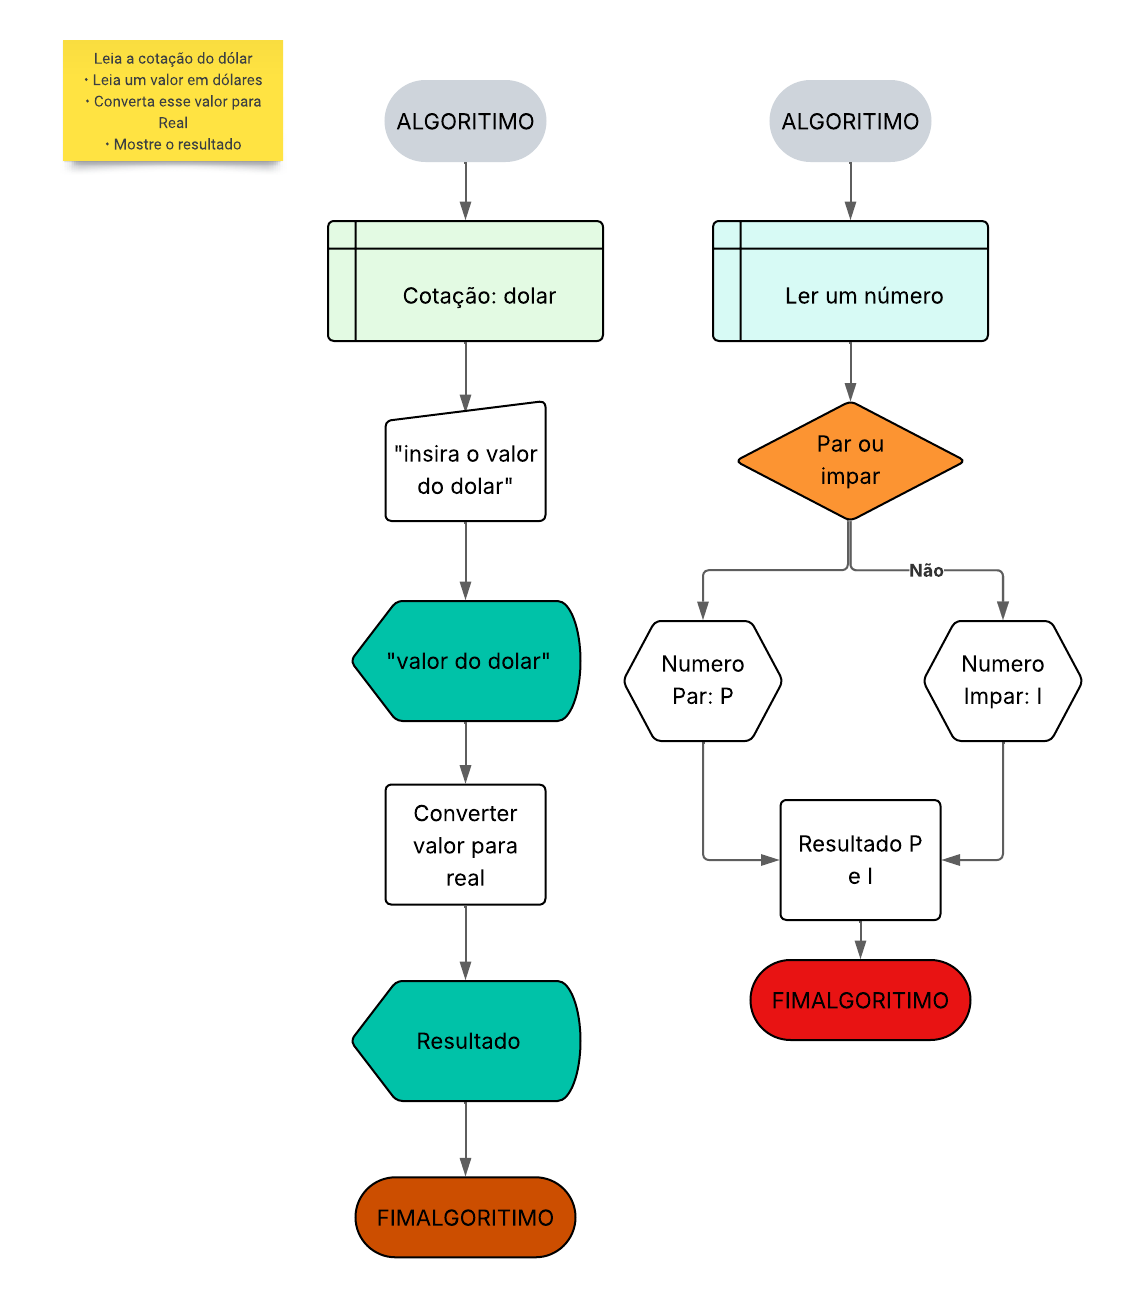 Leia a cotação do dólar
• Leia um valor em dólares
• Converta esse valor para
Real
• Mostre o resultado
ALGORITIMO
Cotação: dolar
"insira o valor
do dolar"
"valor do dolar"
Converter
valor para
real
Resultado
FIMALGORITIMO
ALGORITIMO
Ler um número
Par ou
impar
Não
Numero
Par: P
Numero
Impar: I
Resultado P
e I
FIMALGORITIMO